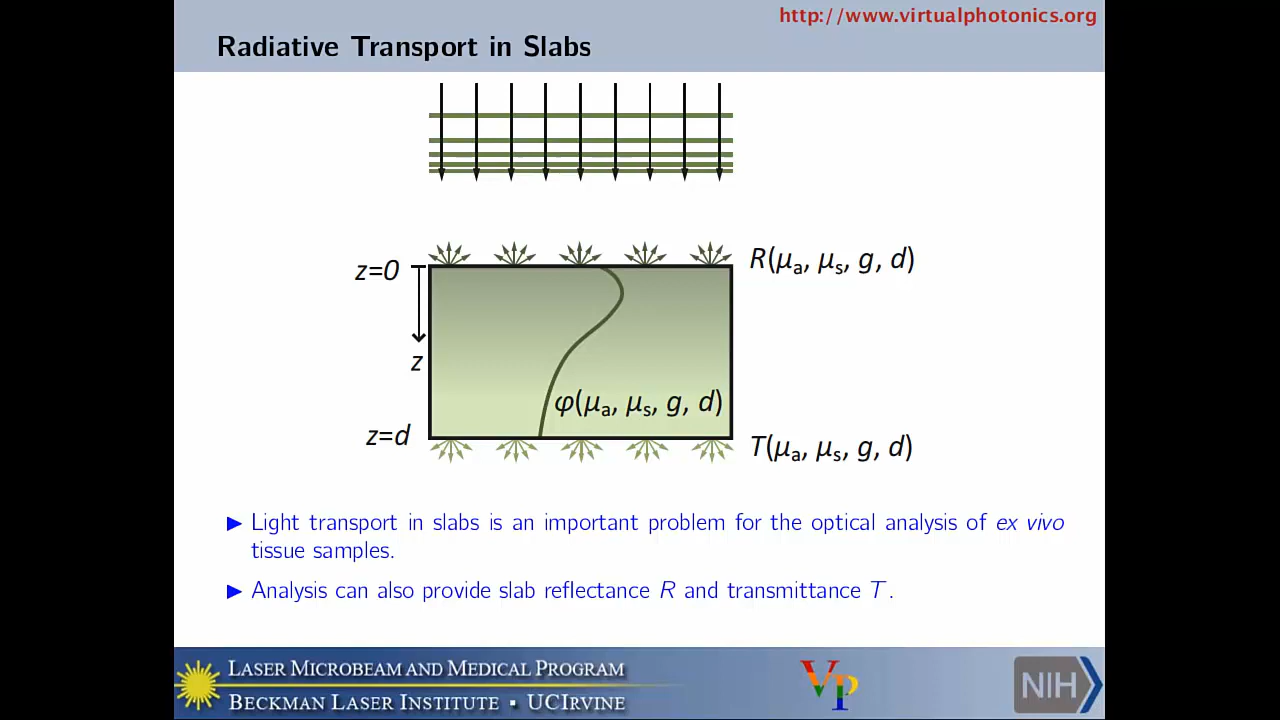 http://www.virtualphotonics.org
Radiative Transport in Slabs
z=0
R(μa, μs, g, d)
z
φ(μa, μs, g, d)
z=d
T(μa, μs, g, d)
▶ Light transport in slabs is an important problem for the optical analysis of ex vivo
tissue samples.
▶ Analysis can also provide slab reflectance R and transmittance T.
LASER MICROBEAM AND MEDICAL PROGRAM
BECKMAN LASER INSTITUTE ▪ UCIRVINE
VP
NIH